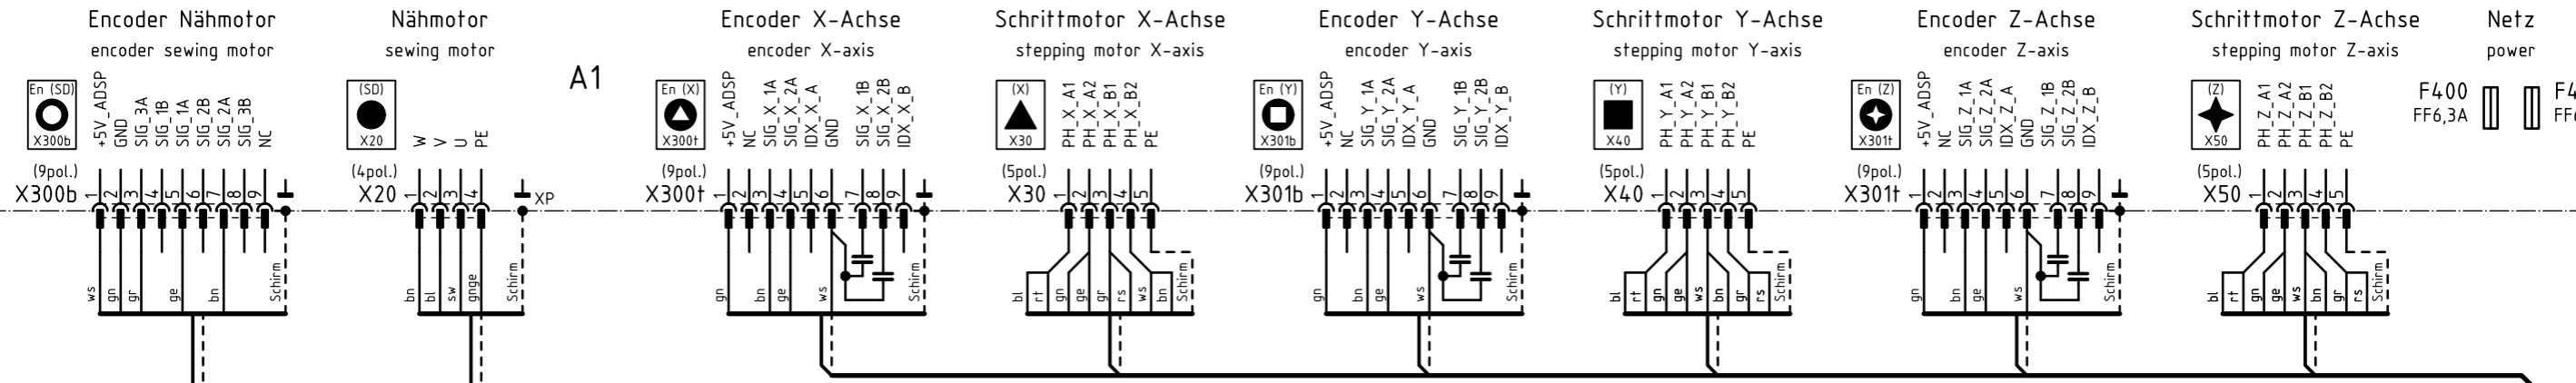 Encoder Nähmotor
encoder sewing motor
En (SD)
X300b
+5V_ADSP
GND
SIG_3A
SIG_1B
SIG_1A
SIG_2B
SIG_2A
SIG_3B
NC
(9pol.)
X300b
1 2 3 4 5 6 7 8 9
ws gn gr ge bn Schirm
Nähmotor
sewing motor
(SD)
X20
W
V
U
PE
(4pol.)
X20
1 2 3 4
XP
bn bl sw gnge Schirm
A1
Encoder X-Achse
encoder X-axis
En (X)
X300t
+5V_ADSP
NC
SIG_X_1A
SIG_X_2A
IDX_X_A
GND
SIG_X_1B
SIG_X_2B
IDX_X_B
(9pol.)
X300t
1 2 3 4 5 6 7 8 9
gn bn ge ws Schirm
Schrittmotor X-Achse
stepping motor X-axis
(X)
X30
PH_X_A1
PH_X_A2
PH_X_B1
PH_X_B2
PE
(5pol.)
X30
1 2 3 4 5
bl rt gn ge gr rs ws bn Schirm
Encoder Y-Achse
encoder Y-axis
En (Y)
X301b
+5V_ADSP
NC
SIG_Y_1A
SIG_Y_2A
IDX_Y_A
GND
SIG_Y_1B
SIG_Y_2B
IDX_Y_B
(9pol.)
X301b
1 2 3 4 5 6 7 8 9
gn bn ge ws Schirm
Schrittmotor Y-Achse
stepping motor Y-axis
(Y)
X40
PH_Y_A1
PH_Y_A2
PH_Y_B1
PH_Y_B2
PE
(5pol.)
X40
1 2 3 4 5
bl rt gn ge ws bn gr rs Schirm
Encoder Z-Achse
encoder Z-axis
En (Z)
X301t
+5V_ADSP
NC
SIG_Z_1A
SIG_Z_2A
IDX_Z_A
GND
SIG_Z_1B
SIG_Z_2B
IDX_Z_B
(9pol.)
X301t
1 2 3 4 5 6 7 8 9
gn bn ge ws Schirm
Schrittmotor Z-Achse
stepping motor Z-axis
(Z)
X50
PH_Z_A1
PH_Z_A2
PH_Z_B1
PH_Z_B2
PE
(5pol.)
X50
1 2 3 4 5
bl rt gn ge ws bn gr rs Schirm
Netz
power
F400
FF6,3A